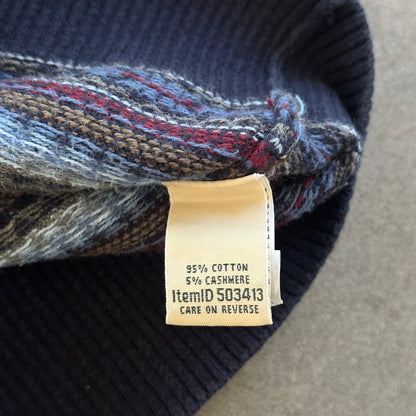 95% COTTON
5% CASHMERE
ItemID 503413
CARE ON REVERSE